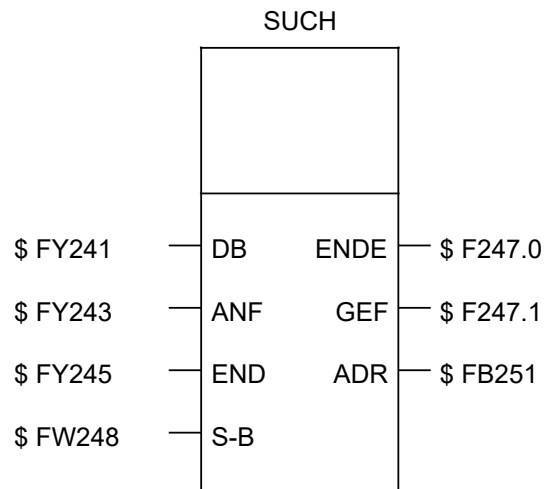 SUCH
$ FY241 DB ENDE $ F247.0
$ FY243 ANF GEF $ F247.1
$ FY245 END ADR $ FB251
$ FW248 S-B